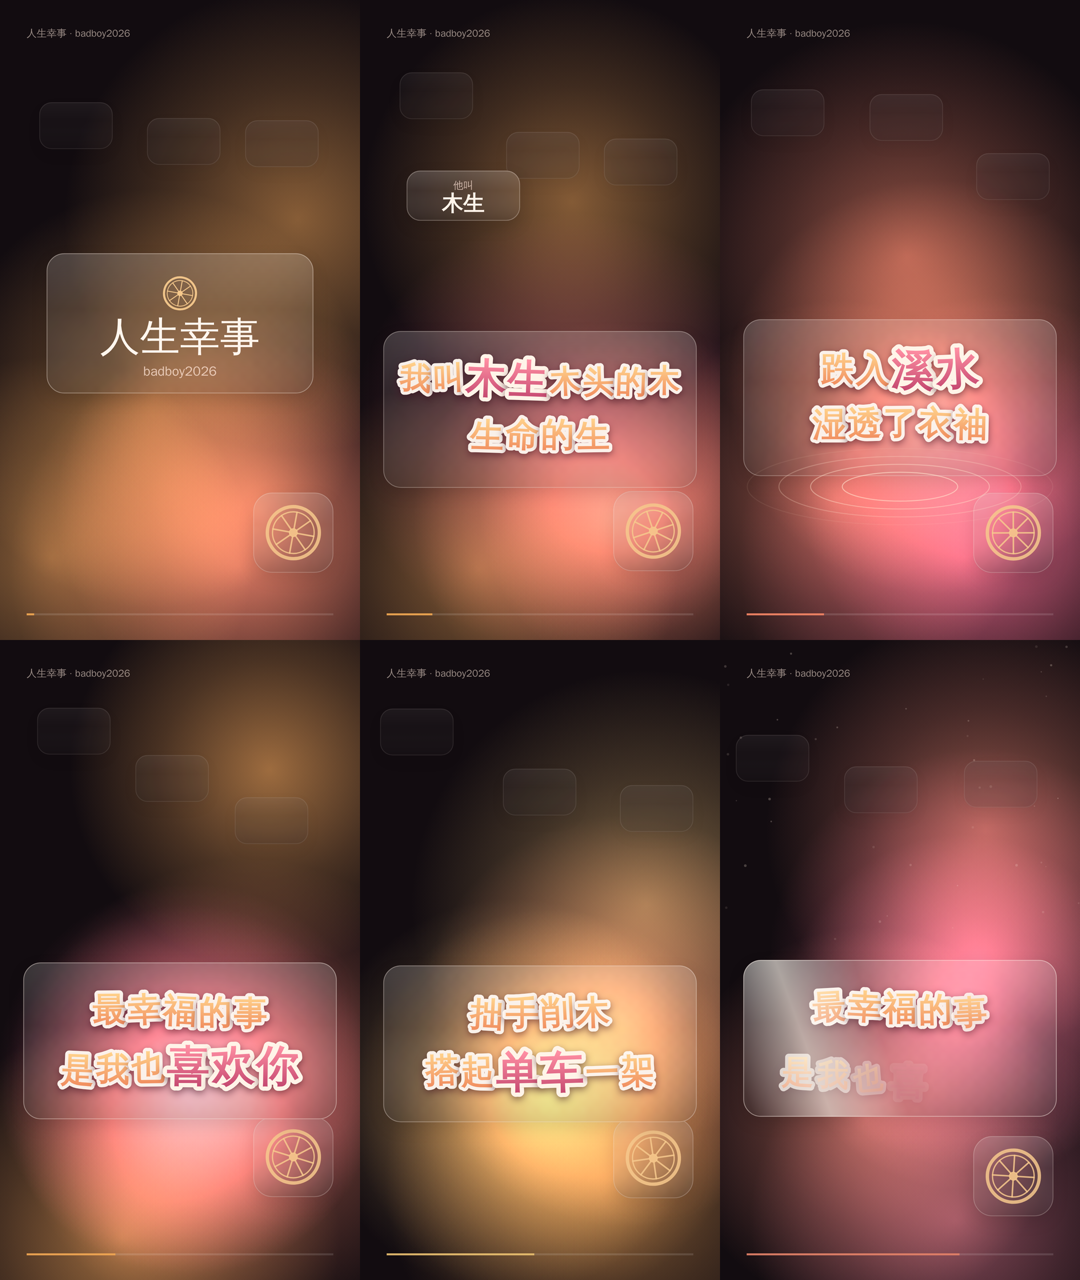 人生幸事 · badboy2026
人生幸事
badboy2026
人生幸事 · badboy2026
他叫
木生
我叫木生木头的木
生命的生
人生幸事 · badboy2026
跌入溪水
湿透了衣袖
人生幸事 · badboy2026
最幸福的事
是我也喜欢你
人生幸事 · badboy2026
拙手削木
搭起单车一架
人生幸事 · badboy2026
最幸福的事
是我也